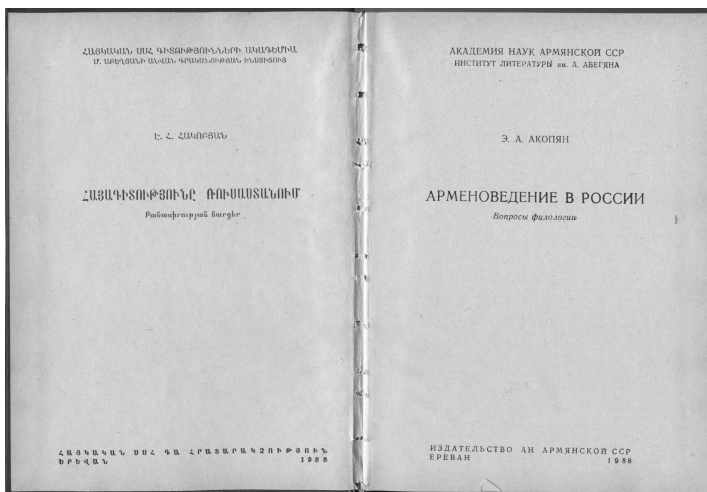 ՀԱՅԿԱԿԱՆ ՍՍՀ ԳԻՏՈՒԹՅՈՒՆՆԵՐԻ ԱԿԱԴԵՄԻԱ
Մ. ԱԲԵՂՅԱՆԻ ԱՆՎԱՆ ԳՐԱԿԱՆՈՒԹՅԱՆ ԻՆՍՏԻՏՈՒՏ
Է. Հ. ՀԱԿՈԲՅԱՆ
ՀԱՅԱԳԻՏՈՒԹՅՈՒՆԸ ՌՈՒՍԱՍՏԱՆՈՒՄ
Բանասիրության հարցեր
ՀԱՅԿԱԿԱՆ ՍՍՀ ԳԱ ՀՐԱՏԱՐԱԿՉՈՒԹՅՈՒՆ
ԵՐԵՎԱՆ 1988
АКАДЕМИЯ НАУК АРМЯНСКОЙ ССР
ИНСТИТУТ ЛИТЕРАТУРЫ им. А. АБЕГЯНА
Э. А. АКОПЯН
АРМЕНОВЕДЕНИЕ В РОССИИ
Вопросы филологии
ИЗДАТЕЛЬСТВО АН АРМЯНСКОЙ ССР
ЕРЕВАН 1988